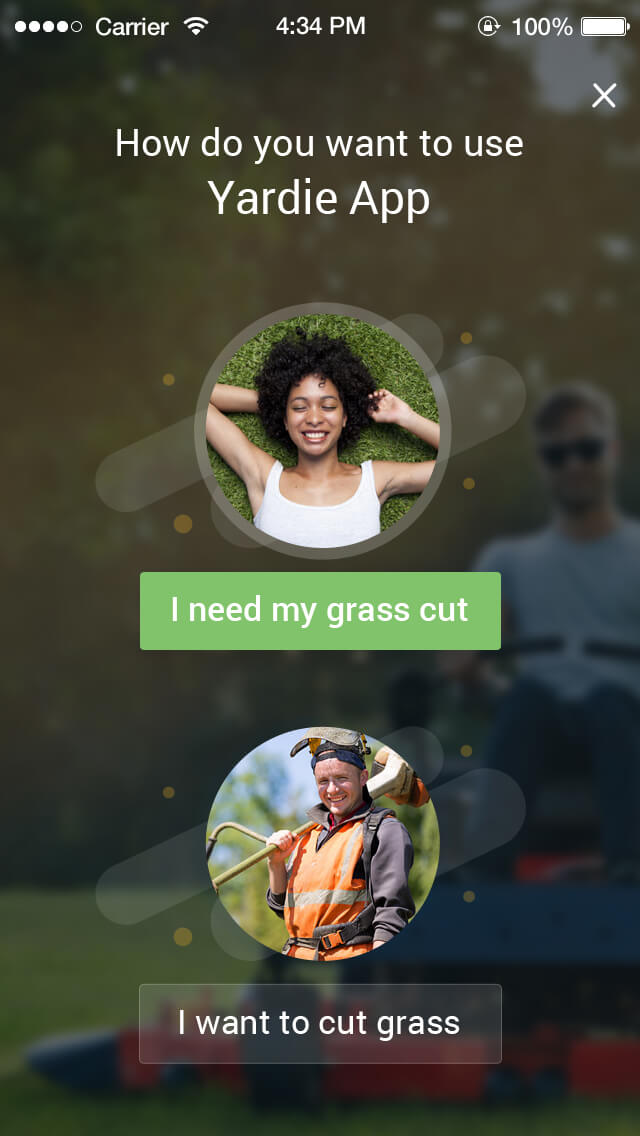 Carrier 4:34 PM 100%
How do you want to use
Yardie App
I need my grass cut
I want to cut grass